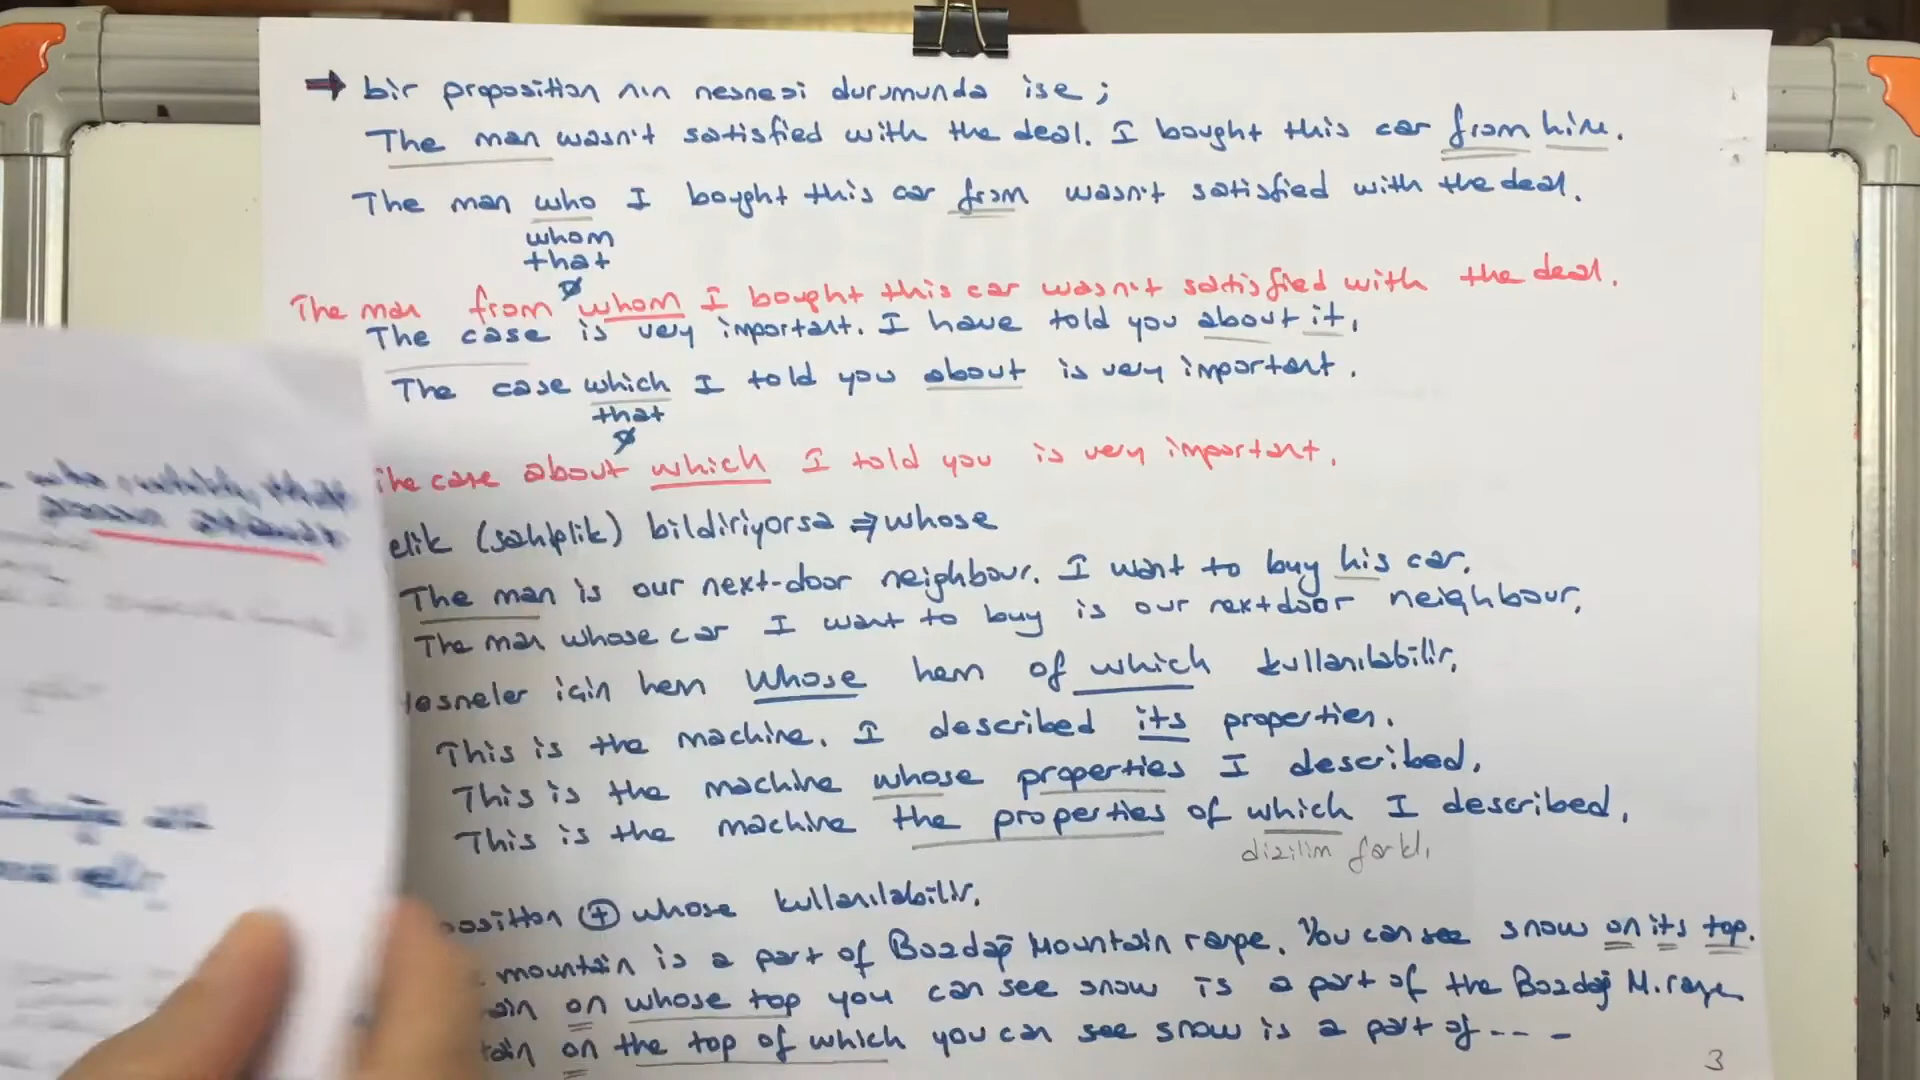 ➡ bir proposition nın nesnesi durumunda ise;
The man wasn't satisfied with the deal. I bought this car from him.
The man who I bought this car from wasn't satisfied with the deal.
whom
that
Ø
The man from whom I bought this car wasn't satisfied with the deal.
The case is very important. I have told you about it.
The case which I told you about is very important.
that
Ø
The case about which I told you is very important.
elik (sahiplik) bildiriyorsa ⇒ whose
The man is our next-door neighbour. I want to buy his car.
The man whose car I want to buy is our nextdoor neighbour.
Nesneler için hem whose hem of which kullanılabilir.
This is the machine. I described its properties.
This is the machine whose properties I described.
This is the machine the properties of which I described.
dizilim farklı
position + whose kullanılabilir.
mountain is a part of Bozdağ Mountain range. You can see snow on its top.
ain on whose top you can see snow is a part of the Bozdağ M. range
tain on the top of which you can see snow is a part of ---
3
who, which, that